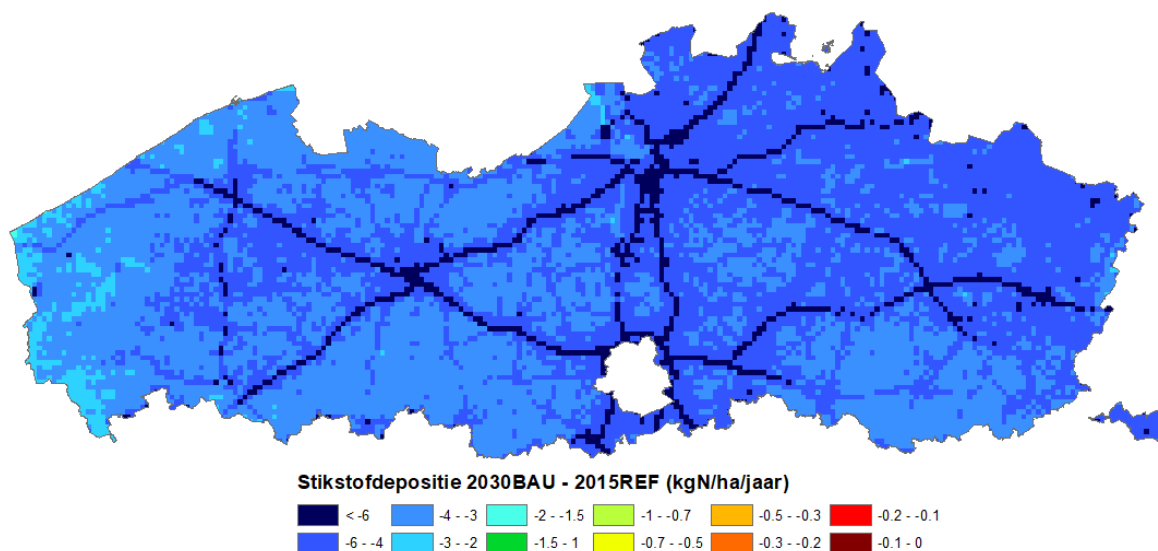 Stikstofdepositie 2030BAU - 2015REF (kgN/ha/jaar)
< -6 -4 - -3 -2 - -1.5 -1 - -0.7 -0.5 - -0.3 -0.2 - -0.1
-6 - -4 -3 - -2 -1.5 - 1 -0.7 - -0.5 -0.3 - -0.2 -0.1 - 0